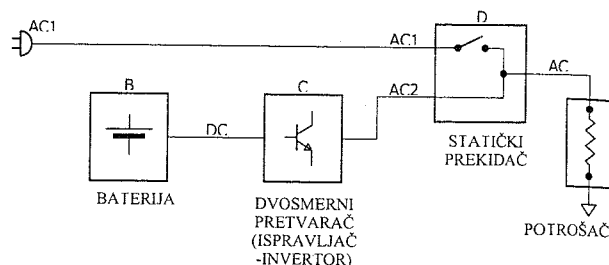 D
AC1
AC1
AC
B
C
AC2
DC
STATIČKI
PREKIDAČ
BATERIJA
DVOSMERNI
PRETVARAČ
(ISPRAVLJAČ
-INVERTOR)
POTROŠAČ